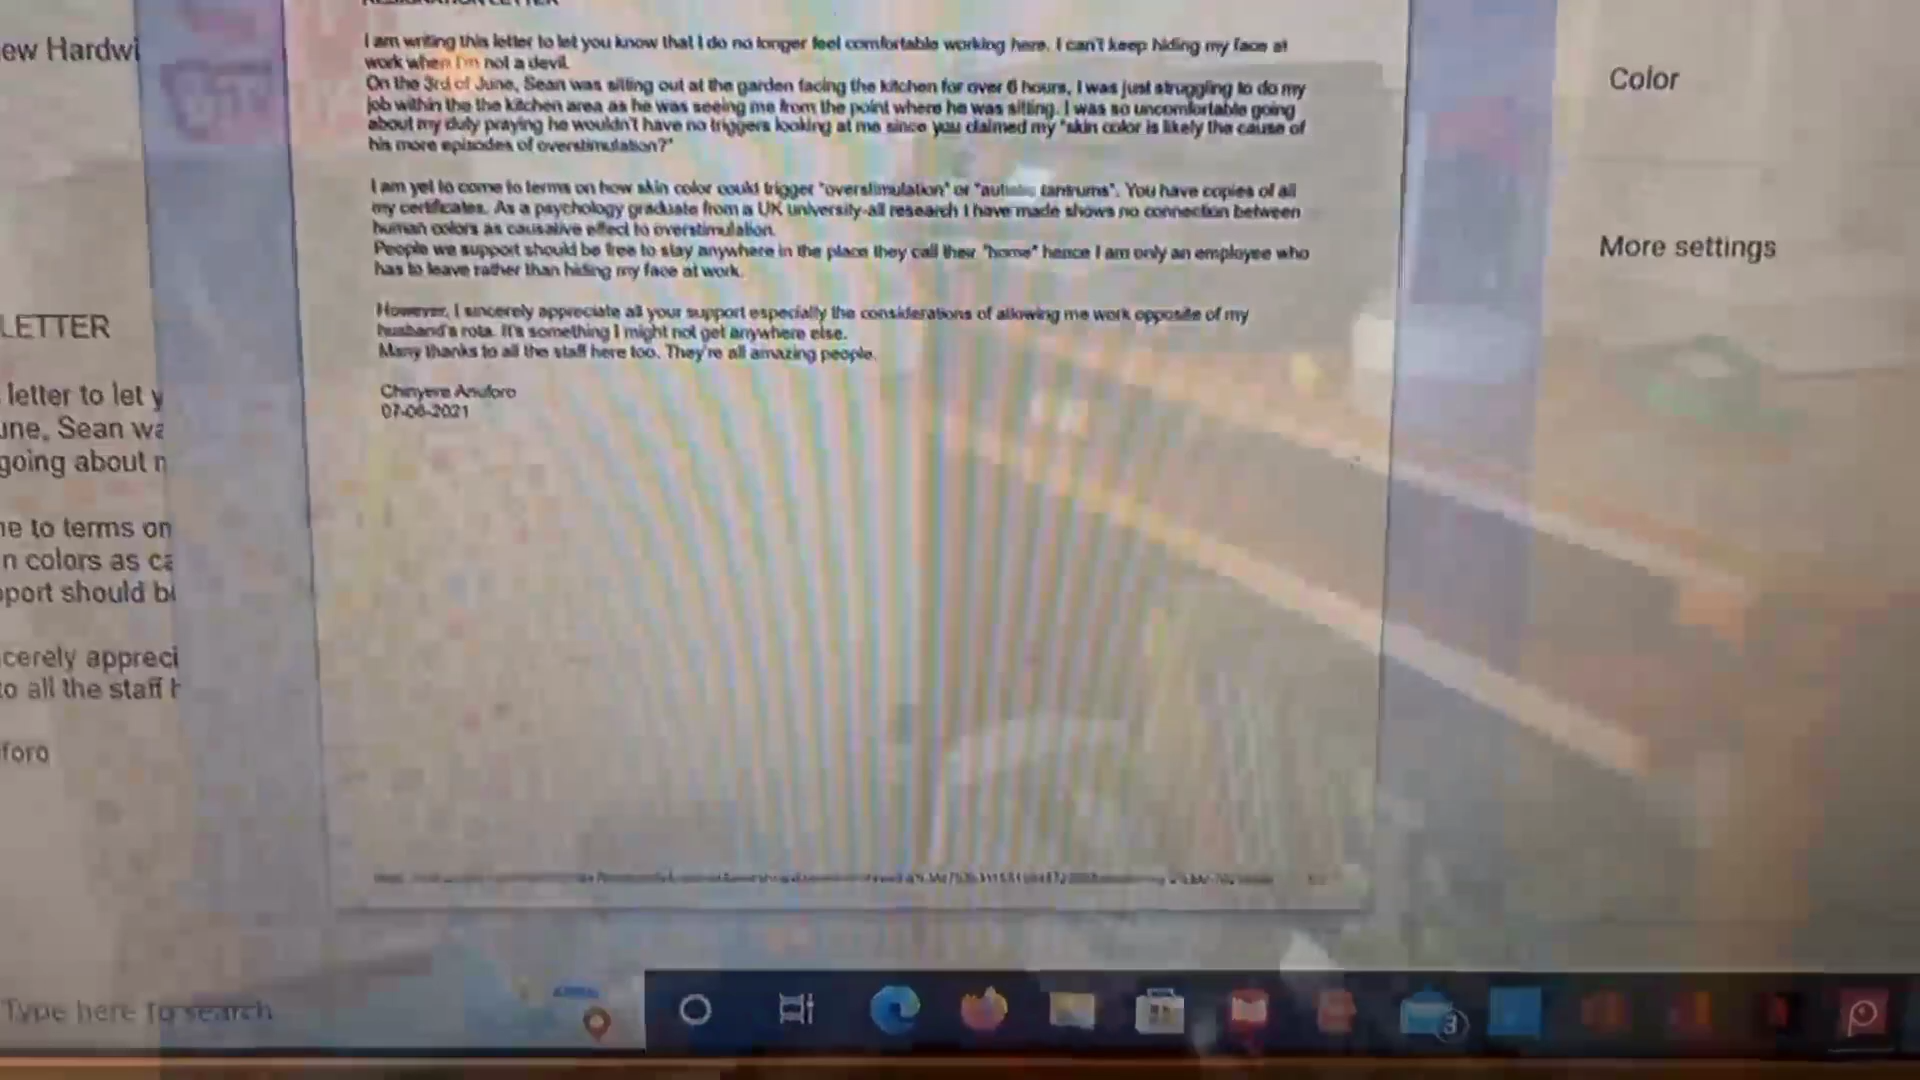 RESIGNATION LETTER
I am writing this letter to let you know that I do no longer feel comfortable working here. I can't keep hiding my face at
work when I'm not a devil.
On the 3rd of June, Sean was sitting out at the garden facing the kitchen for over 6 hours, I was just struggling to do my
job within the the kitchen area as he was seeing me from the point where he was sitting. I was so uncomfortable going
about my duty praying he wouldn't have no triggers looking at me since you claimed my "skin color is likely the cause of
his more episodes of overstimulation?"
I am yet to come to terms on how skin color could trigger "overstimulation" or "autistic tantrums". You have copies of all
my certificates. As a psychology graduate from a UK university-all research I have made shows no connection between
human colors as causative effect to overstimulation.
People we support should be free to stay anywhere in the place they call their "home" hence I am only an employee who
has to leave rather than hiding my face at work.
However, I sincerely appreciate all your support especially the considerations of allowing me work opposite of my
husband's rota. It's something I might not get anywhere else.
Many thanks to all the staff here too. They're all amazing people.
Chinyere Anuforo
07-06-2021
ew Hardwi
LETTER
letter to let y
une, Sean wa
going about m
ne to terms on
n colors as ca
pport should be
cerely appreci
to all the staff h
foro
Color
More settings
Type here to search
3